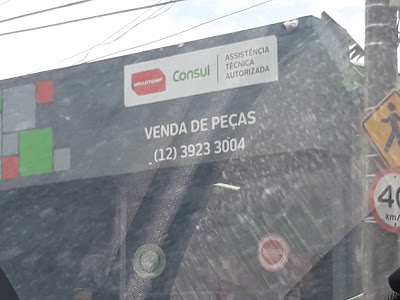 BRASTEMP
Consul
ASSISTÊNCIA
TÉCNICA
AUTORIZADA
VENDA DE PEÇAS
(12) 3923 3004
40
km/